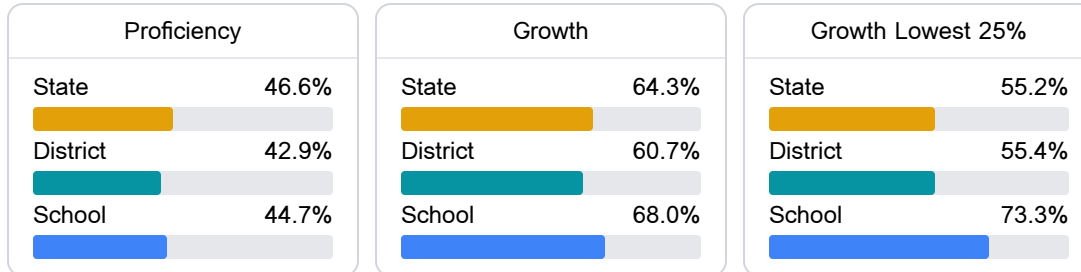 Proficiency
State 46.6%
District 42.9%
School 44.7%
Growth
State 64.3%
District 60.7%
School 68.0%
Growth Lowest 25%
State 55.2%
District 55.4%
School 73.3%